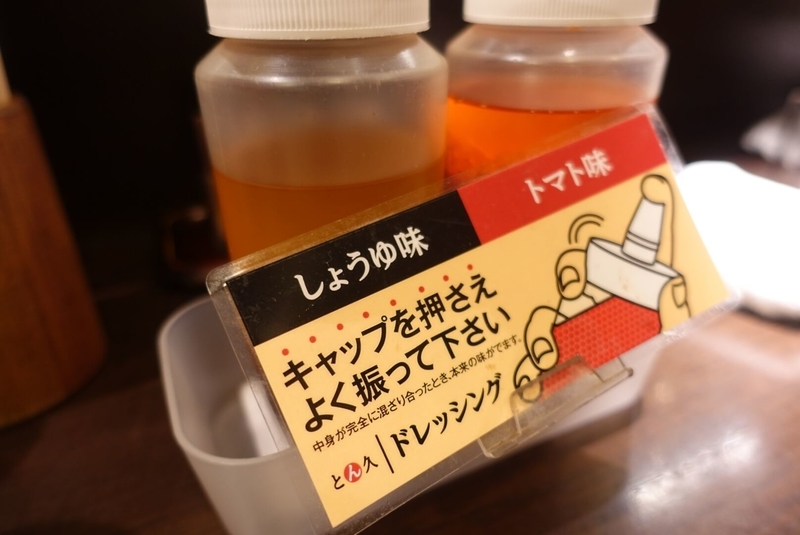 しょうゆ味
トマト味
キャップを押さえ
よく振って下さい
中身が完全に混ざり合ったとき、本来の味がでます。
とん久
ドレッシング